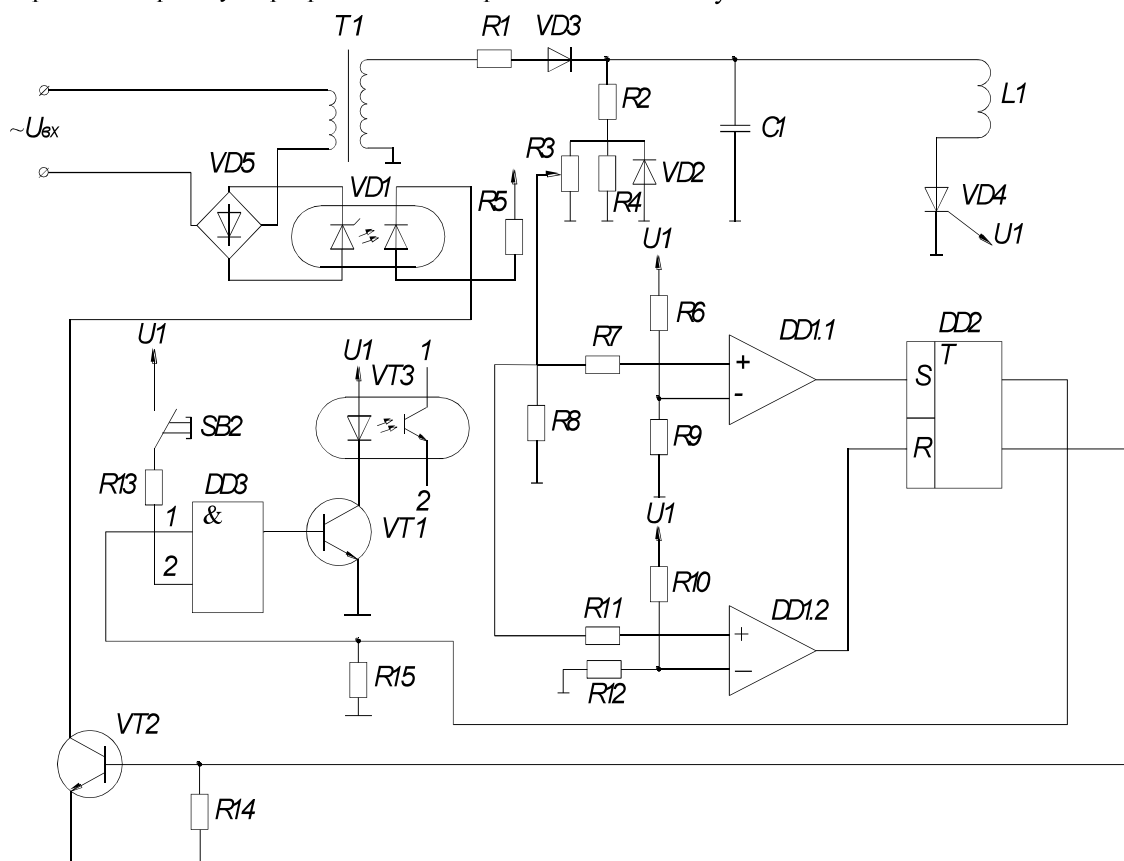 T1
R1
VD3
R2
L1
~Uвх
C1
R3
VD5
VD1
R5
R4
VD2
VD4
U1
U1
R6
R7
DD1.1
DD2
T
U1
U1
1
VT3
+
-
S
R8
R9
SB2
R
R13
DD3
2
U1
1
&
VT1
2
R10
R11
DD1.2
+
R12
–
R15
VT2
R14